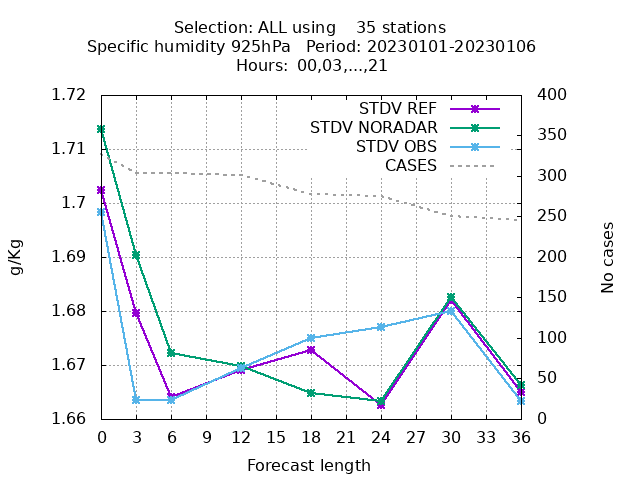 Selection: ALL using    35 stations
Specific humidity 925hPa   Period: 20230101-20230106
Hours: 00,03,...,21
1.72
1.71
1.7
1.69
1.68
1.67
1.66
g/Kg
STDV REF
STDV NORADAR
STDV OBS
CASES
400
350
300
250
200
150
100
50
0
No cases
0 3 6 9 12 15 18 21 24 27 30 33 36
Forecast length